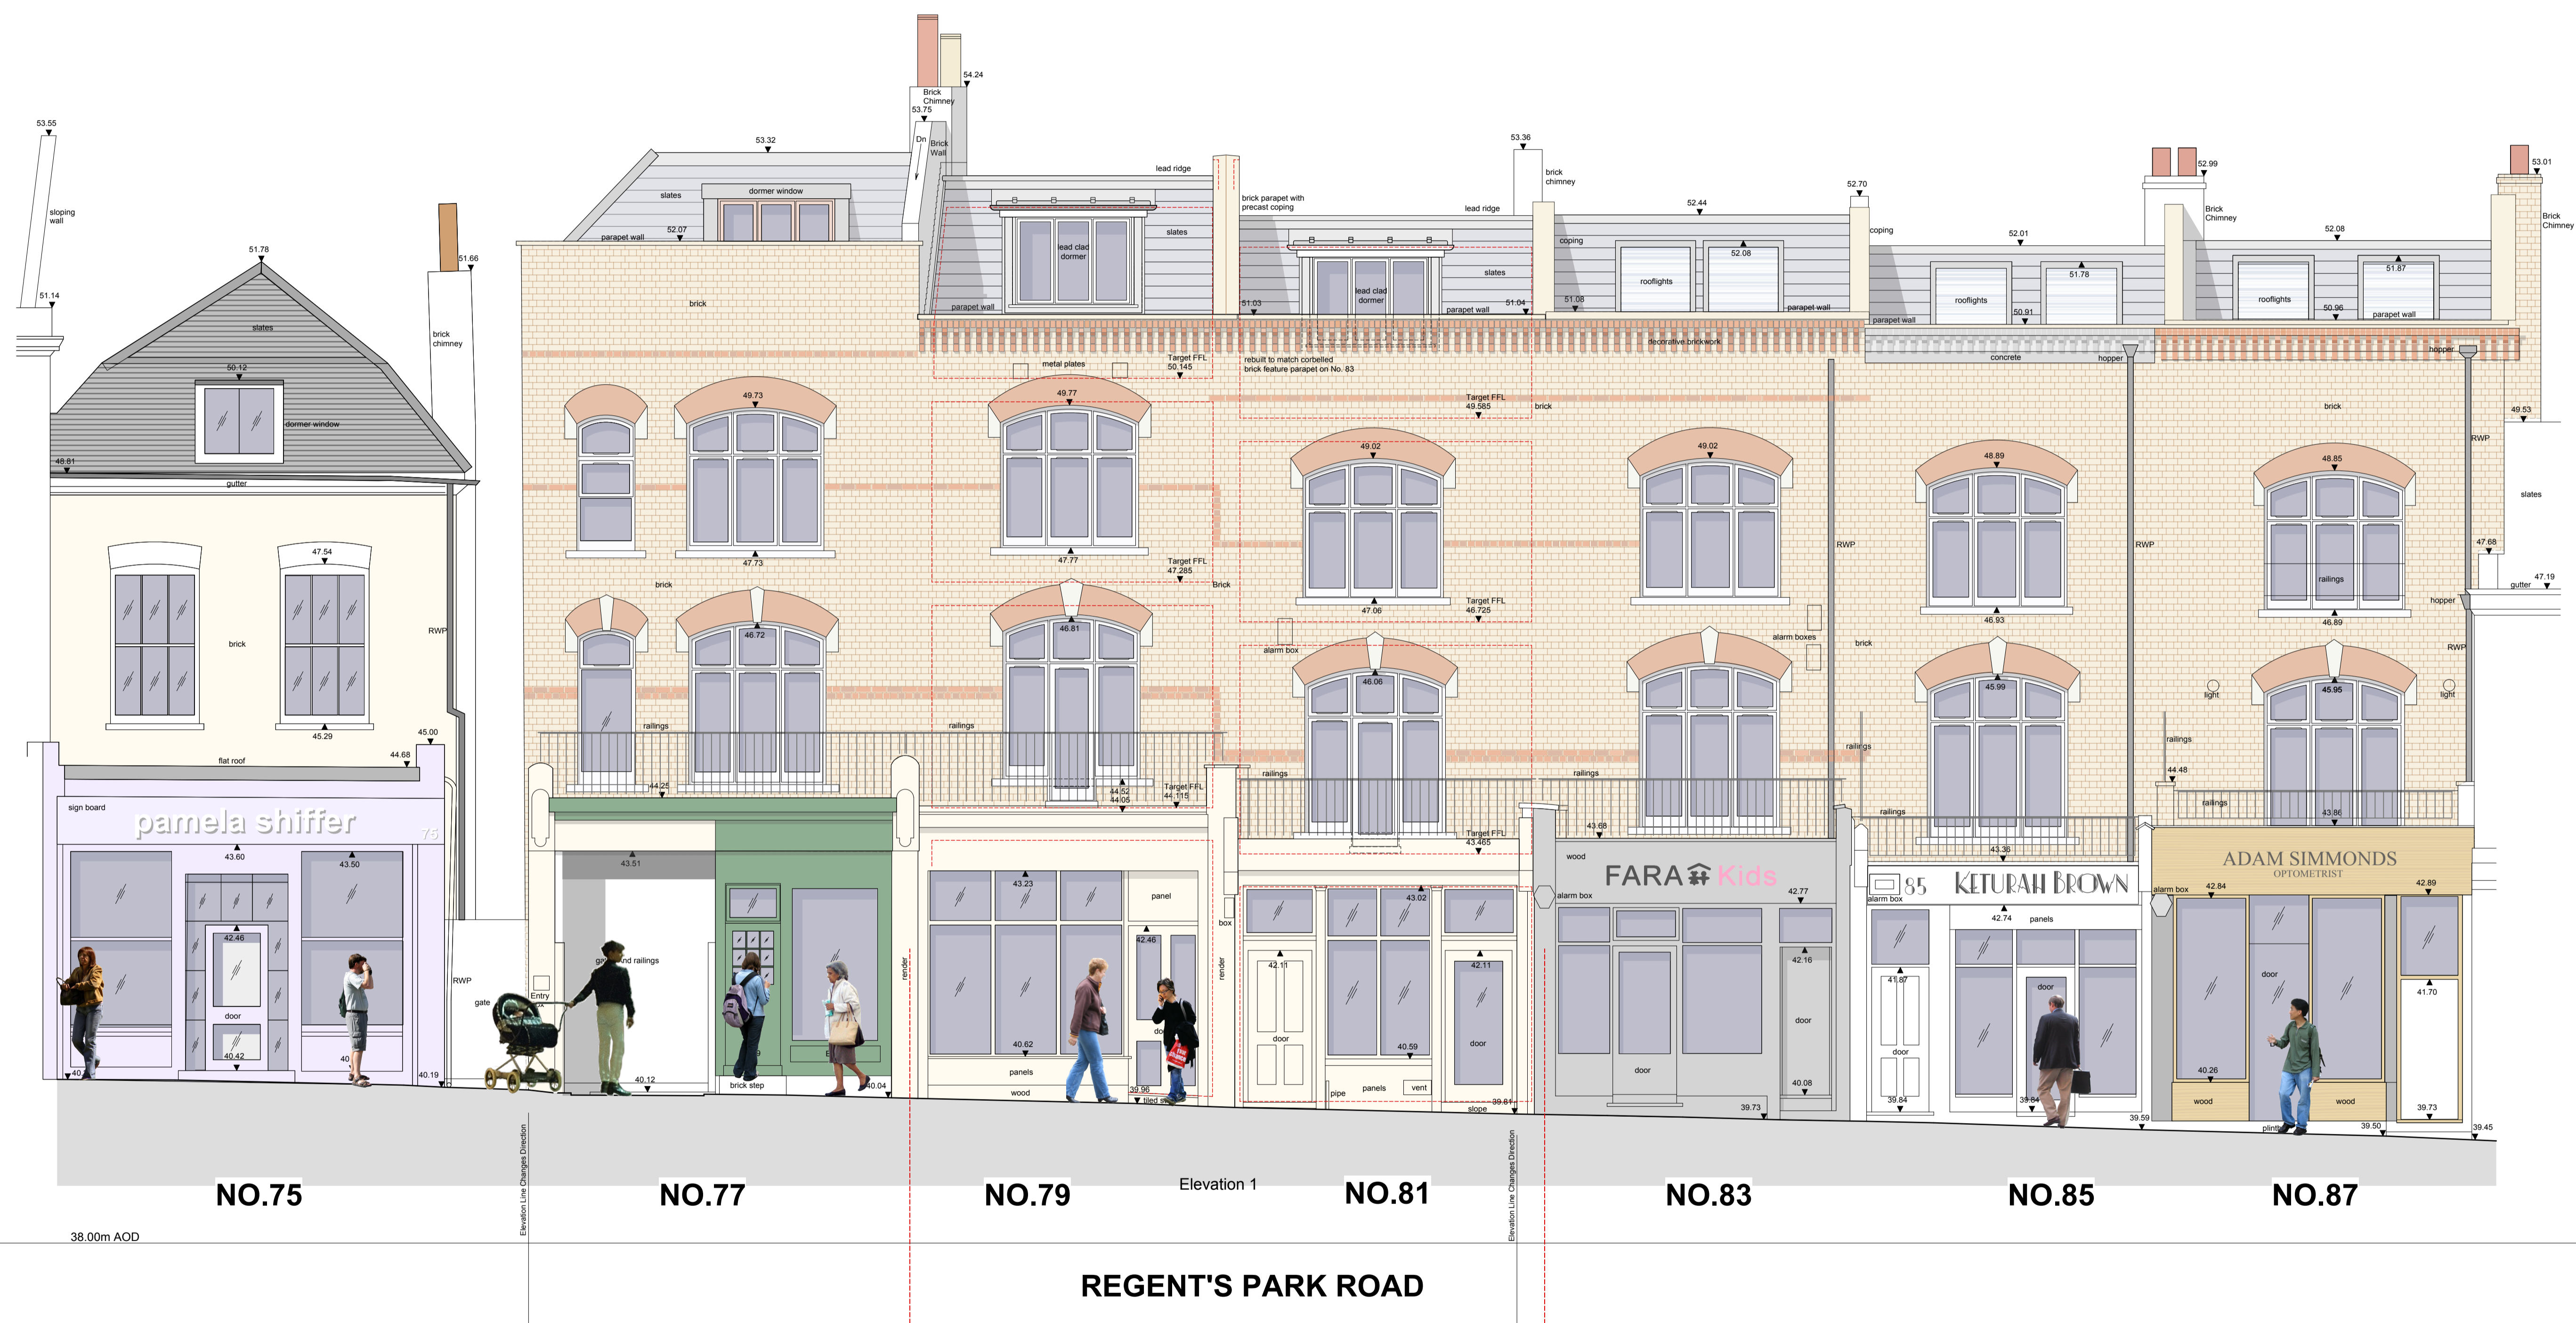 53.55
sloping
wall
51.14
51.78
slates
50.12
dormer window
48.81
gutter
51.66
brick
chimney
47.54
brick
45.29
RWP
45.00
44.68
flat roof
sign board
pamela shiffer
75
43.60
43.50
42.46
door
40.42
40.19
RWP
gate
53.32
slates
dormer window
52.07
parapet wall
brick
49.73
47.73
brick
46.72
railings
44.25
43.51
Entry
40.12
brick step
40.04
54.24
Brick
Chimney
53.75
Dn
Brick
Wall
lead ridge
slates
lead clad
dormer
parapet wall
metal plates
Target FFL
50.145
49.77
47.77
Target FFL
47.285
Brick
46.81
railings
44.52
44.05
Target FFL
44.115
43.23
panel
box
42.46
render
render
40.62
panels
wood
39.96
brick parapet with
precast coping
lead ridge
slates
lead clad
dormer
51.03
51.04
parapet wall
rebuilt to match corbelled
brick feature parapet on No. 83
Target FFL
49.585
brick
49.02
47.06
Target FFL
46.725
alarm box
46.06
railings
Target FFL
43.465
43.02
42.11
42.11
door
door
40.59
pipe
panels
vent
39.81
slope
53.36
brick
chimney
52.44
52.70
coping
coping
52.08
rooflights
51.08
parapet wall
decorative brickwork
49.02
RWP
alarm boxes
railings
43.68
wood
FARA Kids
alarm box
42.77
42.16
door
door
40.08
39.73
52.01
51.78
rooflights
50.91
parapet wall
concrete
hopper
48.89
46.93
RWP
brick
45.99
railings
railings
43.36
85
KETURAH BROWN
alarm box
42.74
panels
41.87
door
door
39.84
39.84
39.59
52.99
Brick
Chimney
52.08
51.87
rooflights
50.96
parapet wall
hopper
brick
48.85
railings
46.89
light
light
45.95
railings
44.48
railings
43.86
ADAM SIMMONDS
OPTOMETRIST
alarm box
42.84
42.89
door
41.70
40.26
wood
wood
39.73
39.50
39.45
53.01
Brick
Chimney
49.53
RWP
slates
47.68
47.19
gutter
hopper
RWP
Elevation Line Changes Direction
Elevation Line Changes Direction
NO.75
NO.77
NO.79
Elevation 1
NO.81
NO.83
NO.85
NO.87
38.00m AOD
REGENT'S PARK ROAD